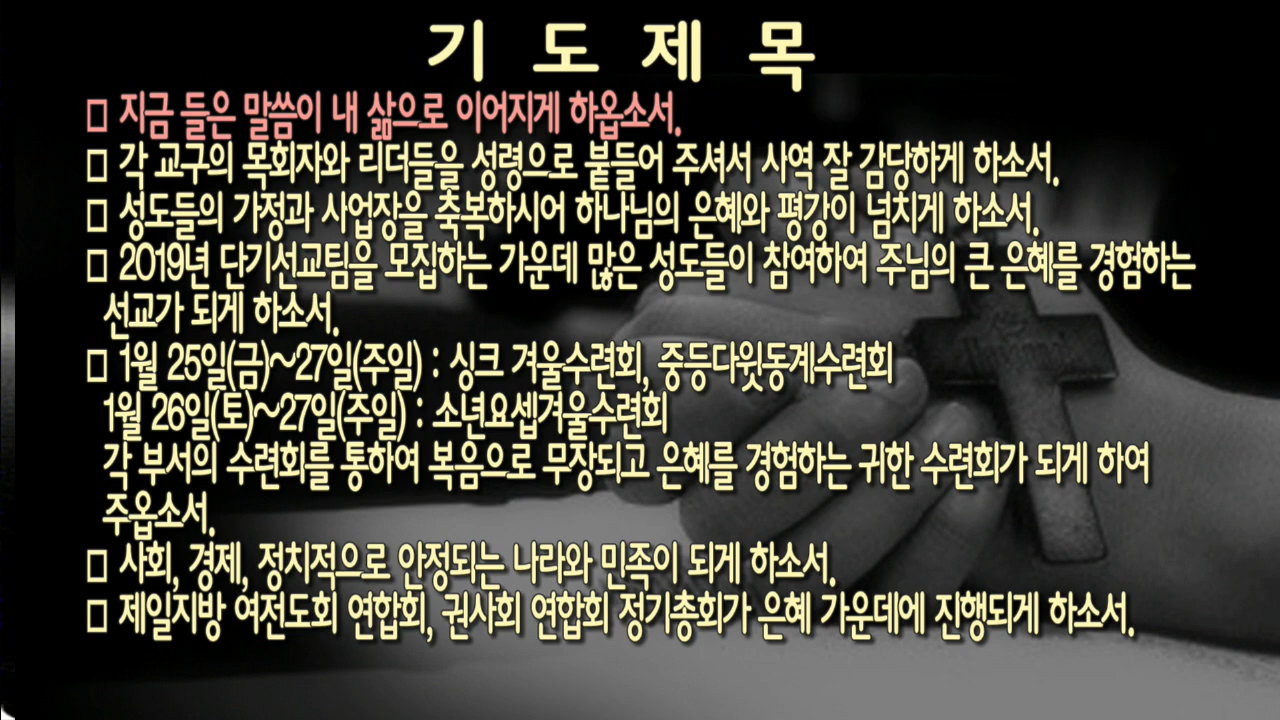 기 도 제 목
□ 지금 들은 말씀이 내 삶으로 이어지게 하옵소서.
□ 각 교구의 목회자와 리더들을 성령으로 붙들어 주셔서 사역 잘 감당하게 하소서.
□ 성도들의 가정과 사업장을 축복하시어 하나님의 은혜와 평강이 넘치게 하소서.
□ 2019년 단기선교팀을 모집하는 가운데 많은 성도들이 참여하여 주님의 큰 은혜를 경험하는
선교가 되게 하소서.
□ 1월 25일(금)~27일(주일) : 싱크 겨울수련회, 중등다윗동계수련회
1월 26일(토)~27일(주일) : 소년요셉겨울수련회
각 부서의 수련회를 통하여 복음으로 무장되고 은혜를 경험하는 귀한 수련회가 되게 하여
주옵소서.
□ 사회, 경제, 정치적으로 안정되는 나라와 민족이 되게 하소서.
□ 제일지방 여전도회 연합회, 권사회 연합회 정기총회가 은혜 가운데에 진행되게 하소서.